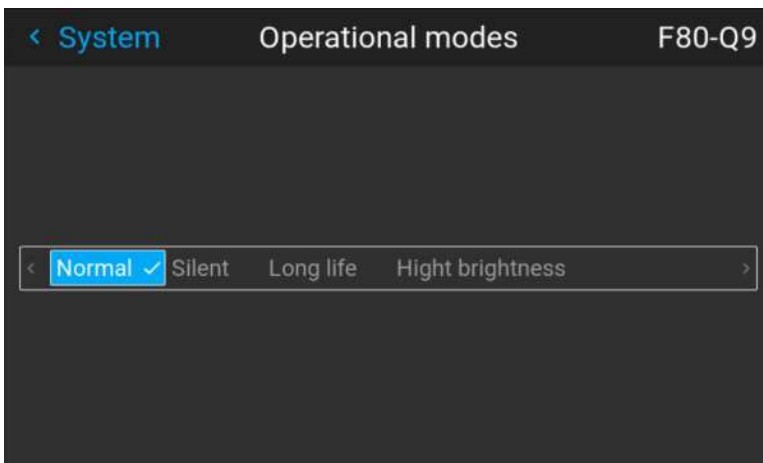 < System Operational modes F80-Q9
< Normal ✓ Silent Long life Hight brightness >